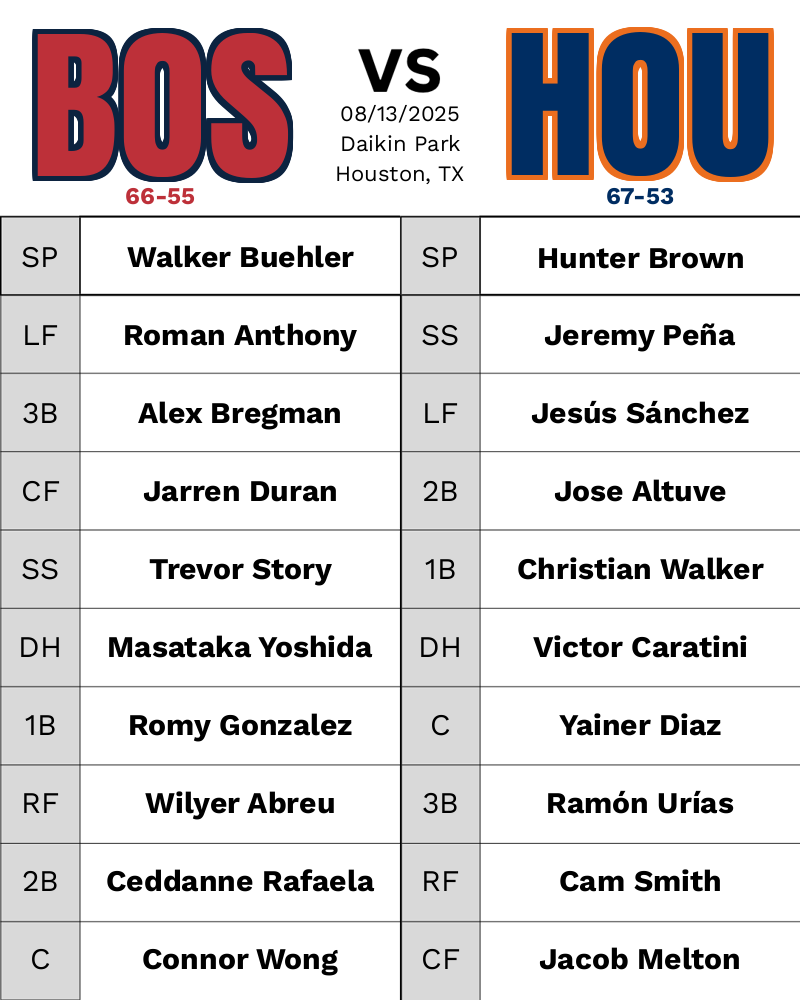 BOS VS HOU
08/13/2025
Daikin Park
Houston, TX
66-55 67-53
SP Walker Buehler SP Hunter Brown
LF Roman Anthony SS Jeremy Peña
3B Alex Bregman LF Jesús Sánchez
CF Jarren Duran 2B Jose Altuve
SS Trevor Story 1B Christian Walker
DH Masataka Yoshida DH Victor Caratini
1B Romy Gonzalez C Yainer Diaz
RF Wilyer Abreu 3B Ramón Urías
2B Ceddanne Rafaela RF Cam Smith
C Connor Wong CF Jacob Melton